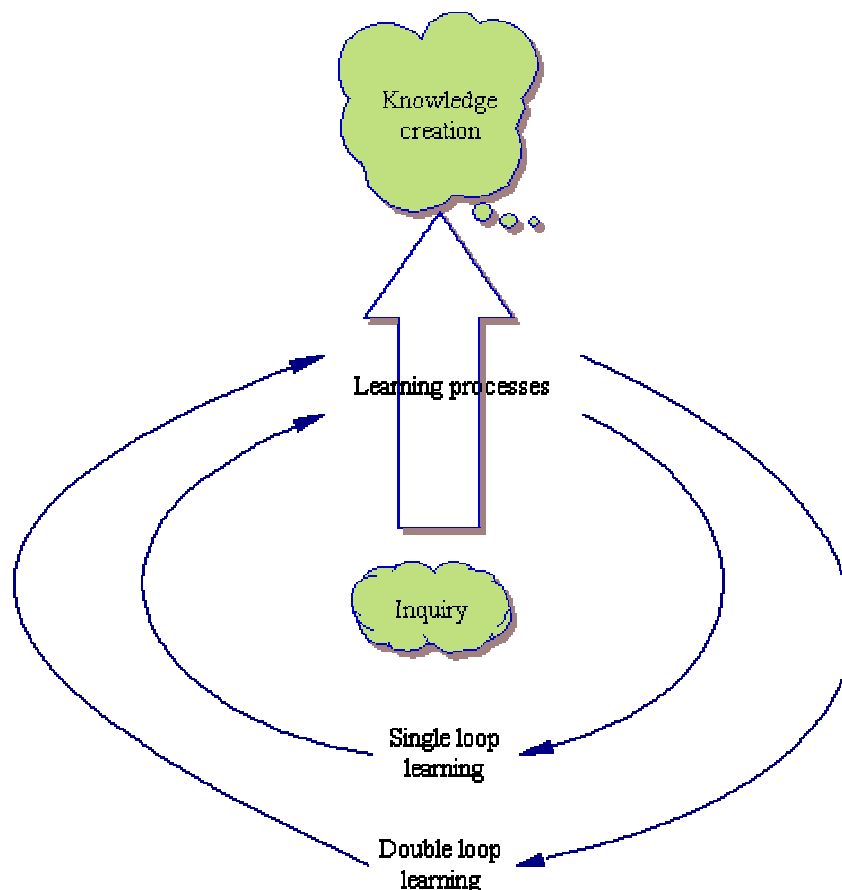 Knowledge
creation
Learning processes
Inquiry
Single loop
learning
Double loop
learning